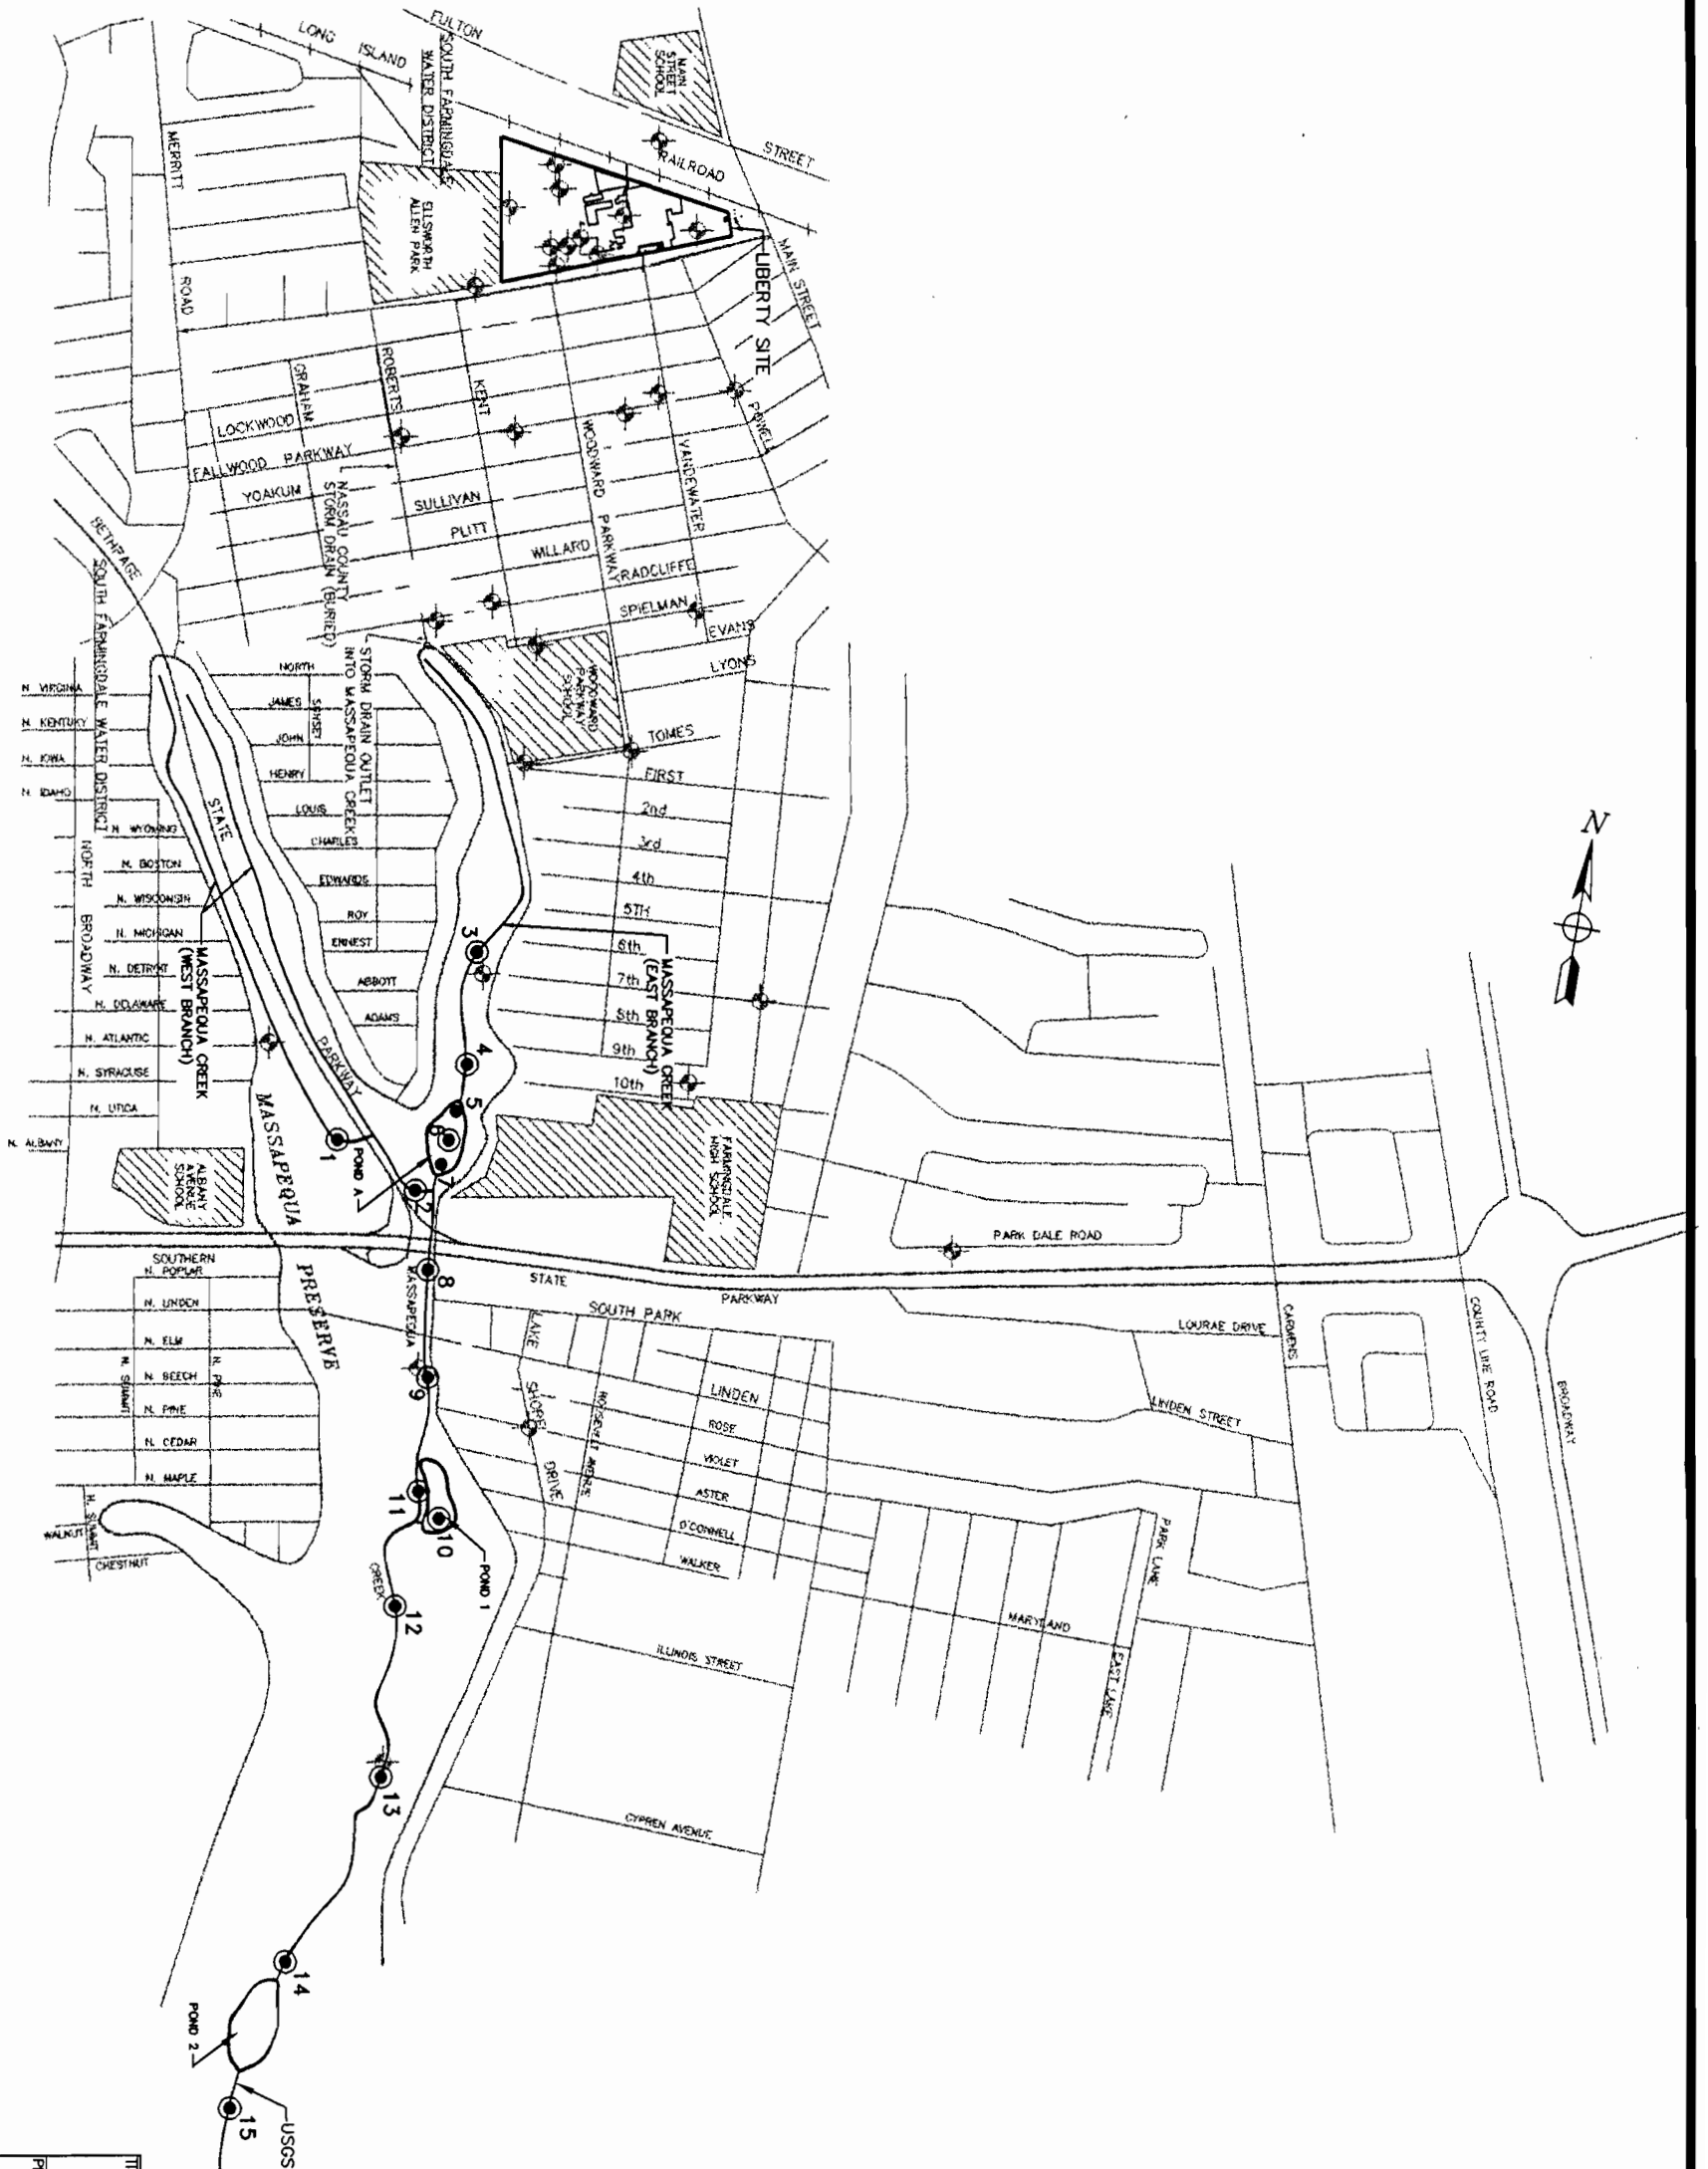 FULTON
STREET
LONG
ISLAND
RAILROAD
SOUTH FARMINGDALE
WATER DISTRICT
MAIN
STREET
SCHOOL
MERRITT
ROAD
ELLSWORTH
ALLEN PARK
MAIN STREET
LIBERTY SITE
POWELL
VANDEWATER
WOODWARD
PARKWAY
KENT
ROBERTS
GRAHAM
LOCKWOOD
FALLWOOD PARKWAY
YOAKUM
SULLIVAN
PLITT
WILLARD
RADCLIFFE
SPIELMAN
EVANS
LYONS
NASSAU COUNTY
STORM DRAIN (BURIED)
BETHPAGE
STATE
PARKWAY
SOUTH FARMINGDALE WATER DISTRICT
STORM DRAIN OUTLET
INTO MASSAPEQUA CREEK
WOODWARD
PARKWAY
SCHOOL
TOMES
FIRST
2nd
3rd
4th
5TH
6th
7th
8th
9th
10th
NORTH
JAMES
SUNSET
JOHN
HENRY
LOUIS
CHARLES
EDWARDS
ROY
ERNEST
ABBOTT
ADAMS
N VIRGINIA
N. KENTUKY
N. IOWA
N. IDAHO
N WYOMING
N. BOSTON
N. WISCONSIN
N. MICHIGAN
N. DETROIT
N. DELAWARE
N. ATLANTIC
N. SYRACUSE
N. UTICA
N. ALBANY
NORTH BROADWAY
MASSAPEQUA CREEK
(WEST BRANCH)
MASSAPEQUA CREEK
(EAST BRANCH)
N
3
4
5
6
7
1
2
POND A
MASSAPEQUA
PRESERVE
ALBANY
AVENUE
SCHOOL
FARMINGDALE
HIGH SCHOOL
PARK DALE ROAD
SOUTHERN
STATE
PARKWAY
N. POPLAR
N. LINDEN
N. ELM
N BEECH
N. PINE
N. CEDAR
N. MAPLE
N. SUMMIT
N. PINE
N. SUMMIT
WALNUT
CHESTNUT
8
MASSAPEQUA
9
11
10
POND 1
CREEK
12
13
14
POND 2
15
USGS
SOUTH PARK
LAKE
SHORE
DRIVE
ROOSEVELT AVENUE
LINDEN
ROSE
VIOLET
ASTER
O'CONNELL
WALKER
ILLINOIS STREET
CYPREN AVENUE
LOURAE DRIVE
LINDEN STREET
CARMENS
COUNTY LINE ROAD
BROADWAY
PARK LANE
MARYLAND
EAST LAKE